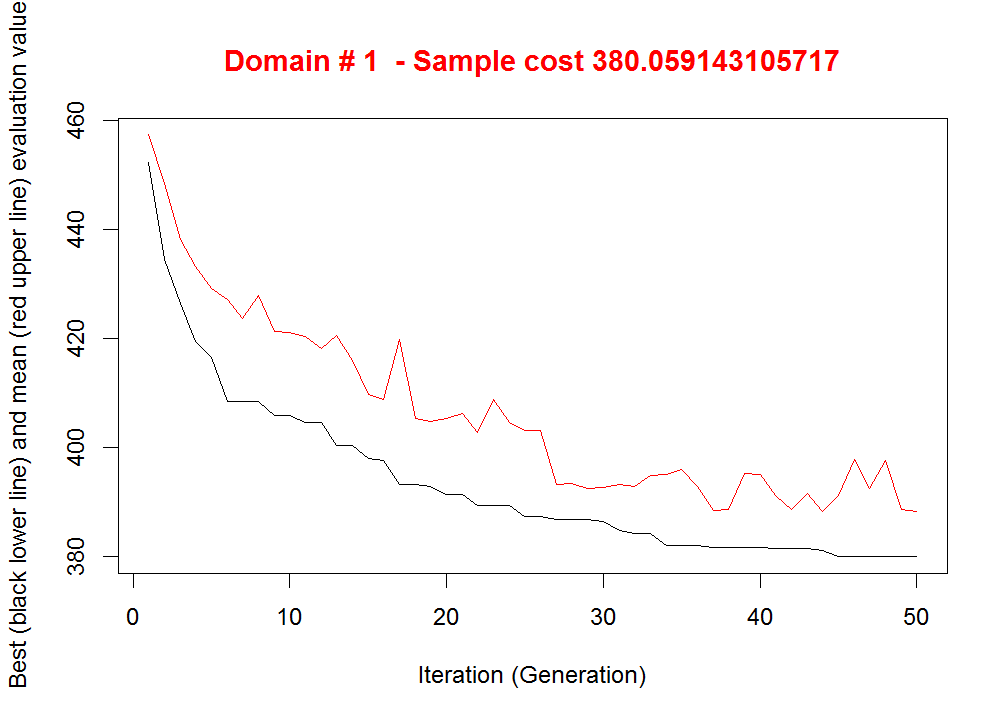 Domain # 1  - Sample cost 380.059143105717
Best (black lower line) and mean (red upper line) evaluation value
460
440
420
400
380
0 10 20 30 40 50
Iteration (Generation)